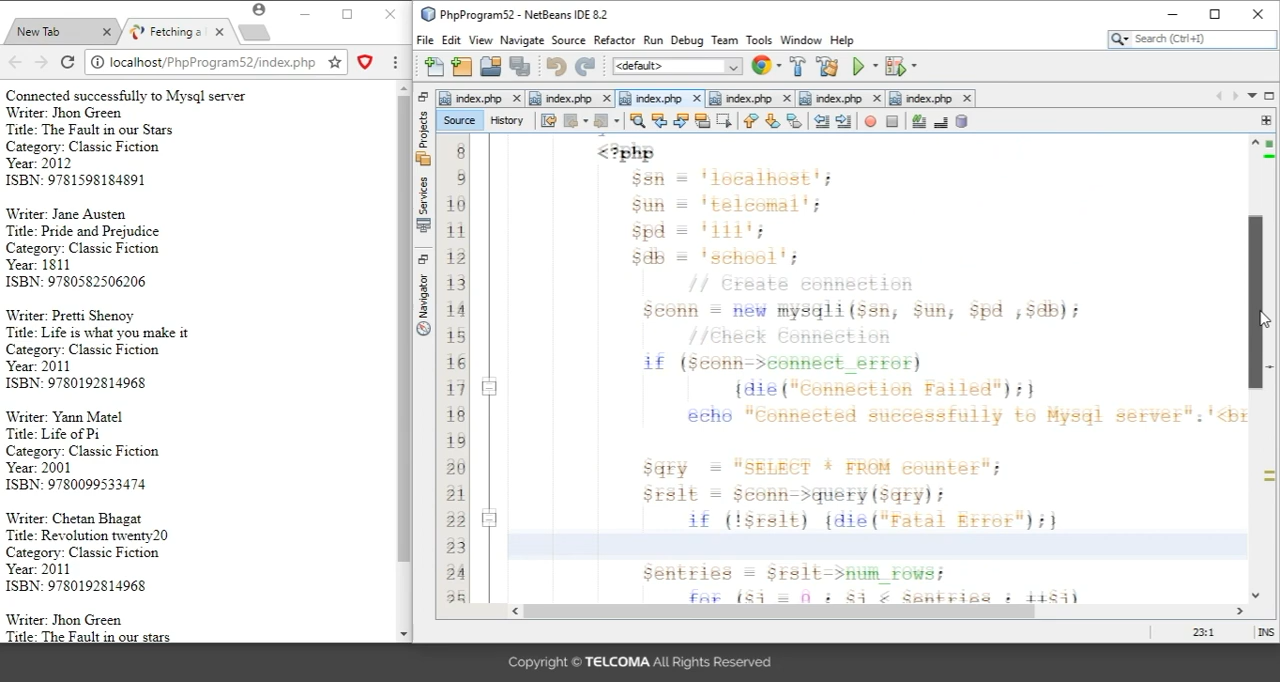 New Tab
Fetching a
localhost/PhpProgram52/index.php
Connected successfully to Mysql server
Writer: Jhon Green
Title: The Fault in our Stars
Category: Classic Fiction
Year: 2012
ISBN: 9781598184891
Writer: Jane Austen
Title: Pride and Prejudice
Category: Classic Fiction
Year: 1811
ISBN: 9780582506206
Writer: Pretti Shenoy
Title: Life is what you make it
Category: Classic Fiction
Year: 2011
ISBN: 9780192814968
Writer: Yann Matel
Title: Life of Pi
Category: Classic Fiction
Year: 2001
ISBN: 9780099533474
Writer: Chetan Bhagat
Title: Revolution twenty20
Category: Classic Fiction
Year: 2011
ISBN: 9780192814968
Writer: Jhon Green
Title: The Fault in our stars
PhpProgram52 - NetBeans IDE 8.2
File Edit View Navigate Source Refactor Run Debug Team Tools Window Help
Search (Ctrl+I)
<default>
index.php index.php index.php index.php index.php index.php
Source History
Projects
Services
Navigator
8 <?php
9 $sn = 'localhost';
10 $un = 'telcoma1';
11 $pd = '111';
12 $db = 'school';
13 // Create connection
14 $conn = new mysqli($sn, $un, $pd ,$db);
15 //Check Connection
16 if ($conn->connect_error)
17 {die("Connection Failed");}
18 echo "Connected successfully to Mysql server".'<br
19
20 $qry = "SELECT * FROM counter";
21 $rslt = $conn->query($qry);
22 if (!$rslt) {die("Fatal Error");}
23
24 $entries = $rslt->num_rows;
25 for ($i = 0 ; $i < $entries ; ++$i)
23:1 INS
Copyright © TELCOMA All Rights Reserved